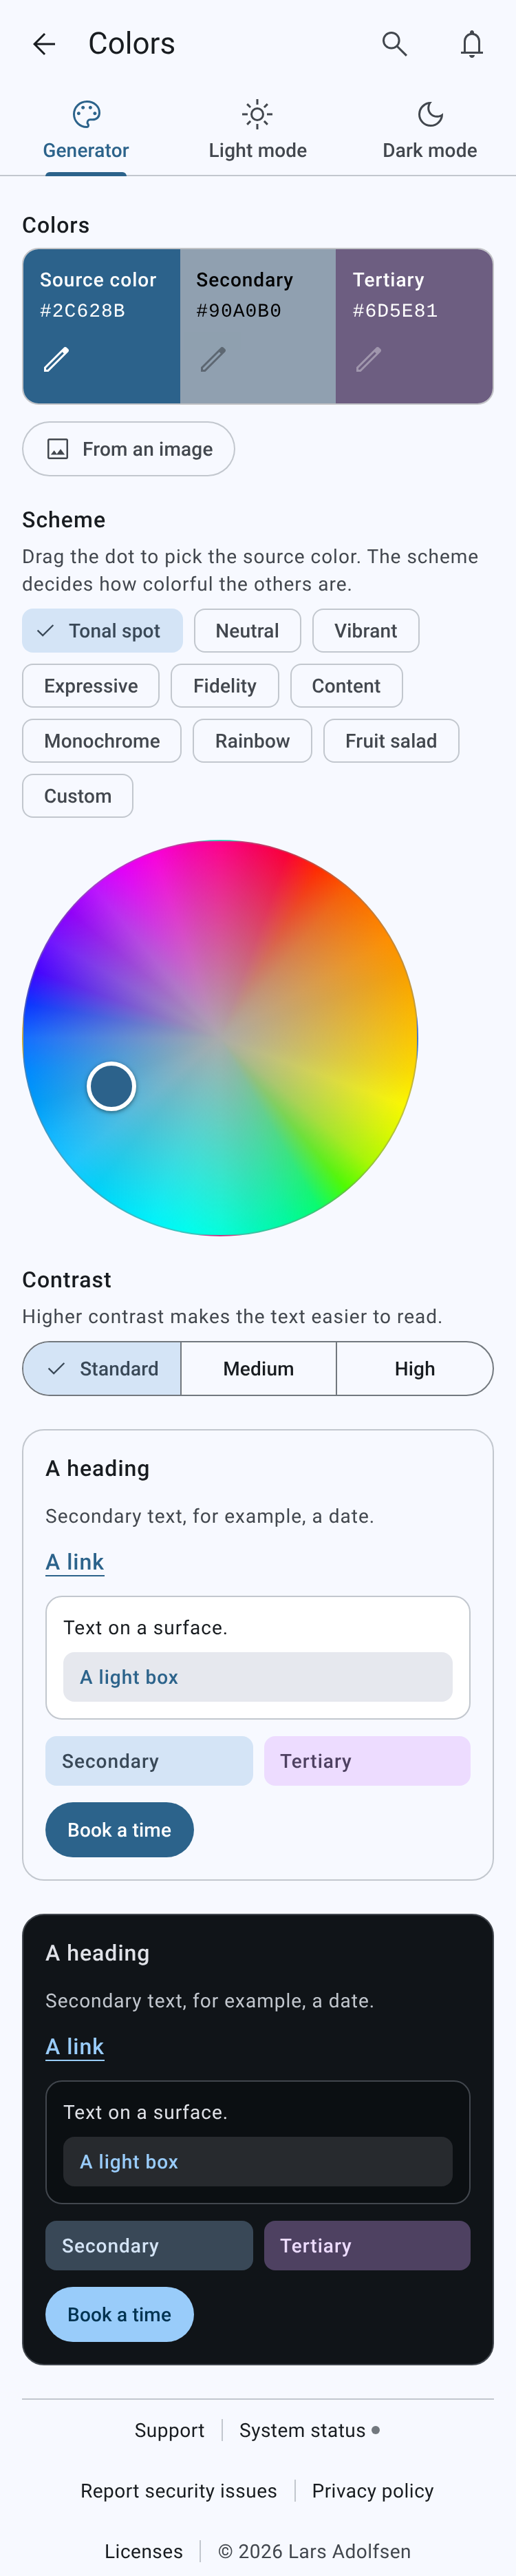 Colors
Generator
Light mode
Dark mode
Colors
Source color
#2C628B
Secondary
#90A0B0
Tertiary
#6D5E81
From an image
Scheme
Drag the dot to pick the source color. The scheme
decides how colorful the others are.
Tonal spot
Neutral
Vibrant
Expressive
Fidelity
Content
Monochrome
Rainbow
Fruit salad
Custom
Contrast
Higher contrast makes the text easier to read.
Standard
Medium
High
A heading
Secondary text, for example, a date.
A link
Text on a surface.
A light box
Secondary
Tertiary
Book a time
A heading
Secondary text, for example, a date.
A link
Text on a surface.
A light box
Secondary
Tertiary
Book a time
Support
System status
Report security issues
Privacy policy
Licenses
© 2026 Lars Adolfsen